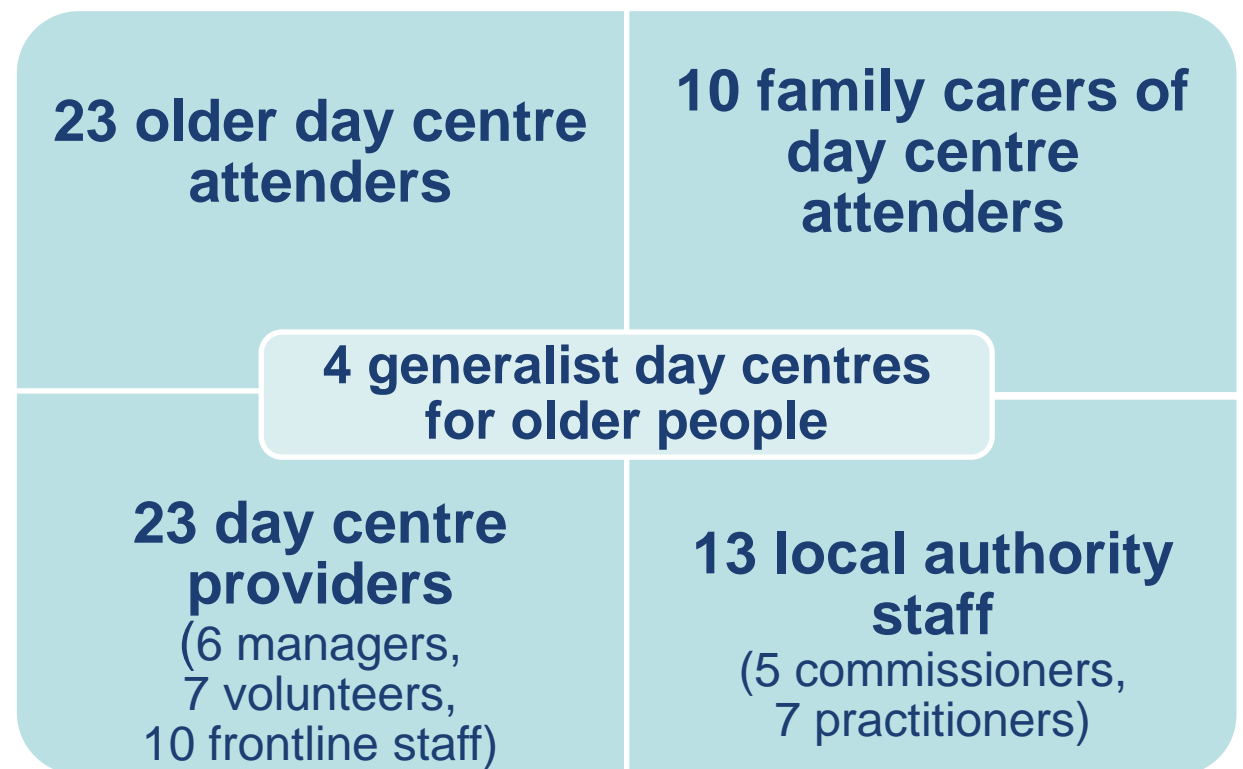 23 older day centre
attenders
10 family carers of
day centre
attenders
4 generalist day centres
for older people
23 day centre
providers
(6 managers,
7 volunteers,
10 frontline staff)
13 local authority
staff
(5 commissioners,
7 practitioners)